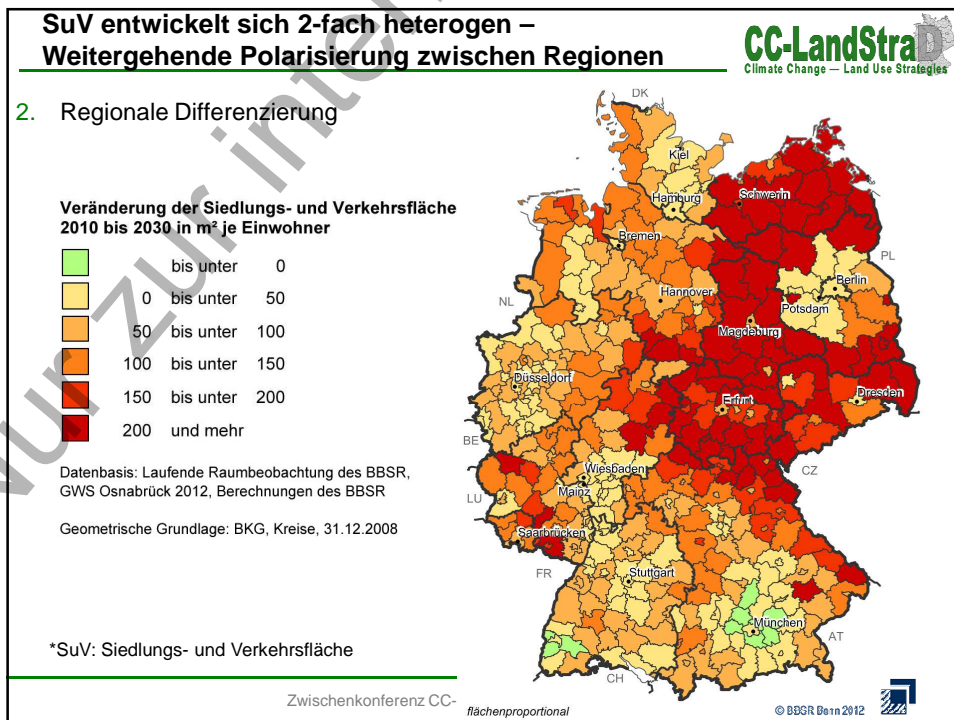 SuV entwickelt sich 2-fach heterogen –
Weitergehende Polarisierung zwischen Regionen
CC-LandStraD
Climate Change — Land Use Strategies
2. Regionale Differenzierung
Veränderung der Siedlungs- und Verkehrsfläche
2010 bis 2030 in m² je Einwohner
bis unter 0
0 bis unter 50
50 bis unter 100
100 bis unter 150
150 bis unter 200
200 und mehr
Datenbasis: Laufende Raumbeobachtung des BBSR,
GWS Osnabrück 2012, Berechnungen des BBSR
Geometrische Grundlage: BKG, Kreise, 31.12.2008
*SuV: Siedlungs- und Verkehrsfläche
DK
Kiel
Hamburg
Schwerin
Bremen
PL
Berlin
Hannover
NL
Potsdam
Magdeburg
Düsseldorf
Dresden
Erfurt
BE
Wiesbaden
CZ
Mainz
LU
Saarbrücken
FR
Stuttgart
München
AT
CH
Zwischenkonferenz CC-
flächenproportional
© BBSR Bonn 2012
Nur zur inter